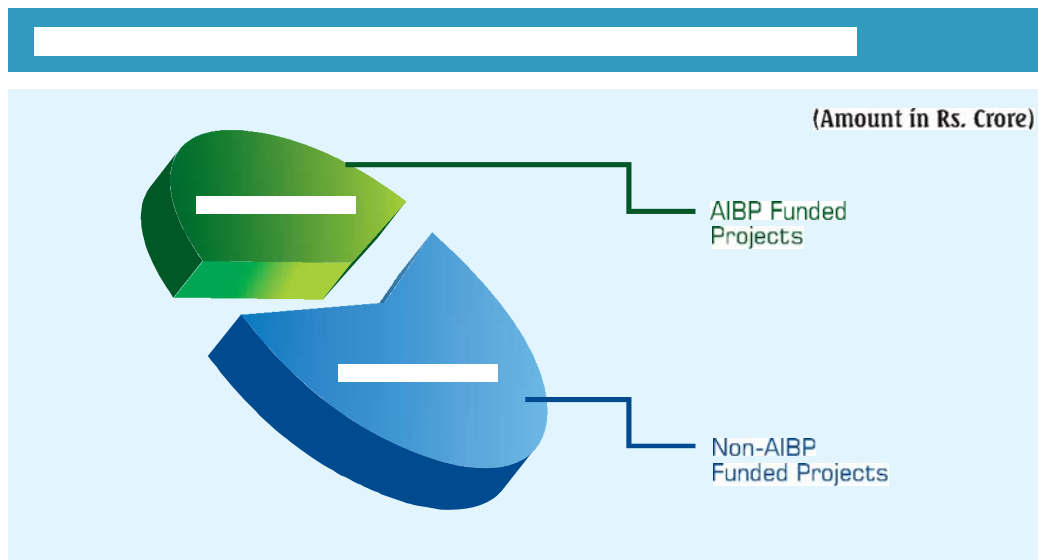 (Amount in Rs. Crore)
AIBP Funded
Projects
Non-AIBP
Funded Projects